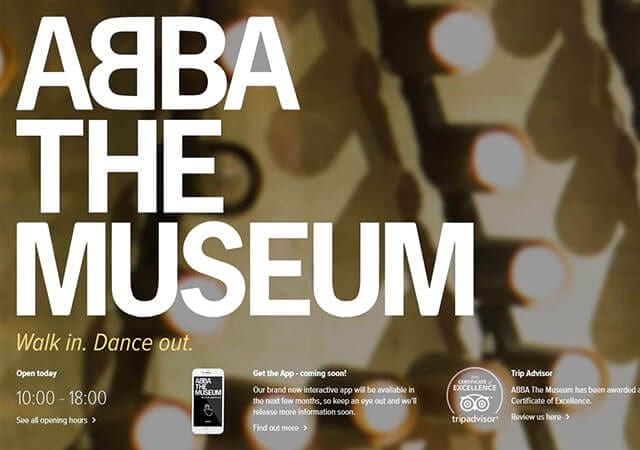 ABBA
THE
MUSEUM
Walk in. Dance out.
Open today
10:00 - 18:00
See all opening hours >
ABBA
THE
MUSEUM
Get the App - coming soon!
Our brand new interactive app will be available in
the next few months, so keep an eye out and we'll
release more information soon.
Find out more >
CERTIFICATE of
EXCELLENCE
tripadvisor
Trip Advisor
ABBA The Museum has been awarded a
Certificate of Excellence.
Review us here >